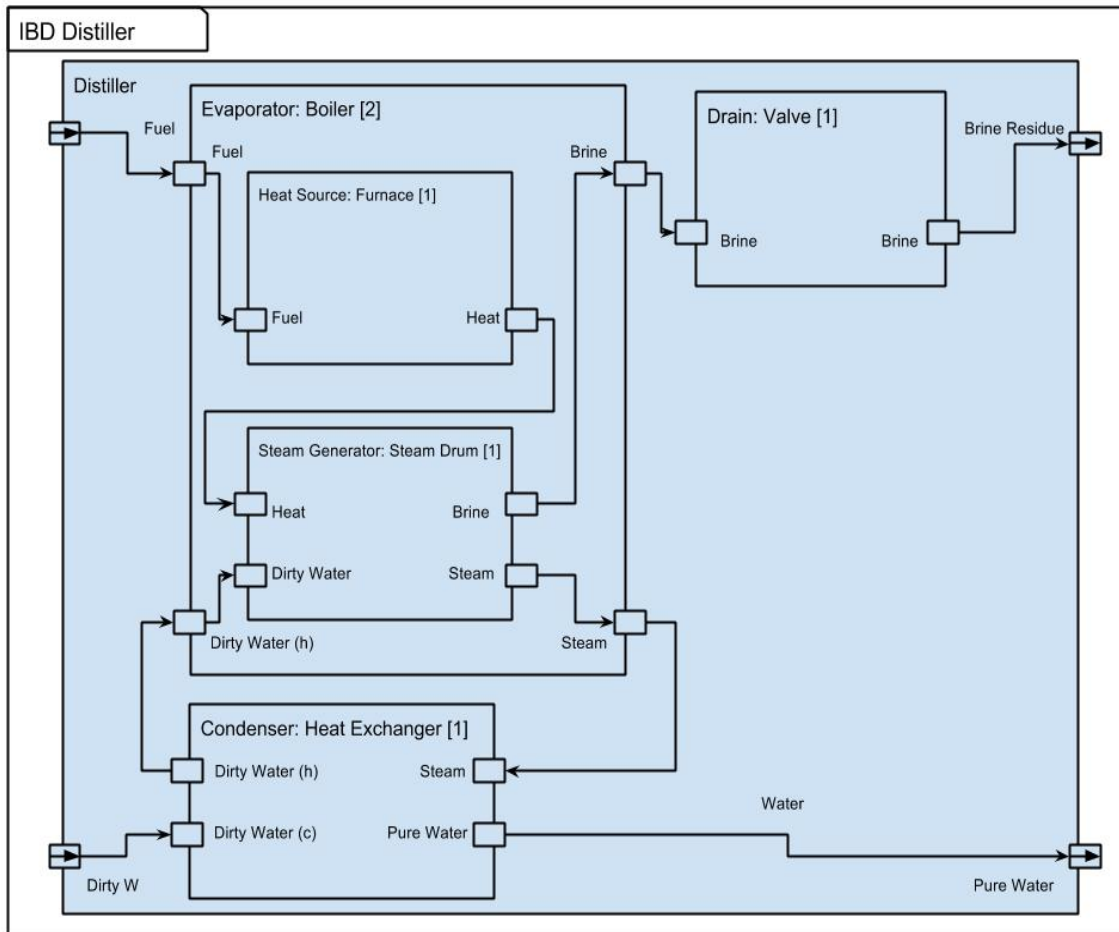 IBD Distiller
Distiller
Evaporator: Boiler [2]
Drain: Valve [1]
Fuel
Fuel
Brine
Brine Residue
Heat Source: Furnace [1]
Brine
Brine
Fuel
Heat
Steam Generator: Steam Drum [1]
Heat
Brine
Dirty Water
Steam
Dirty Water (h)
Steam
Condenser: Heat Exchanger [1]
Dirty Water (h)
Steam
Water
Dirty Water (c)
Pure Water
Dirty W
Pure Water